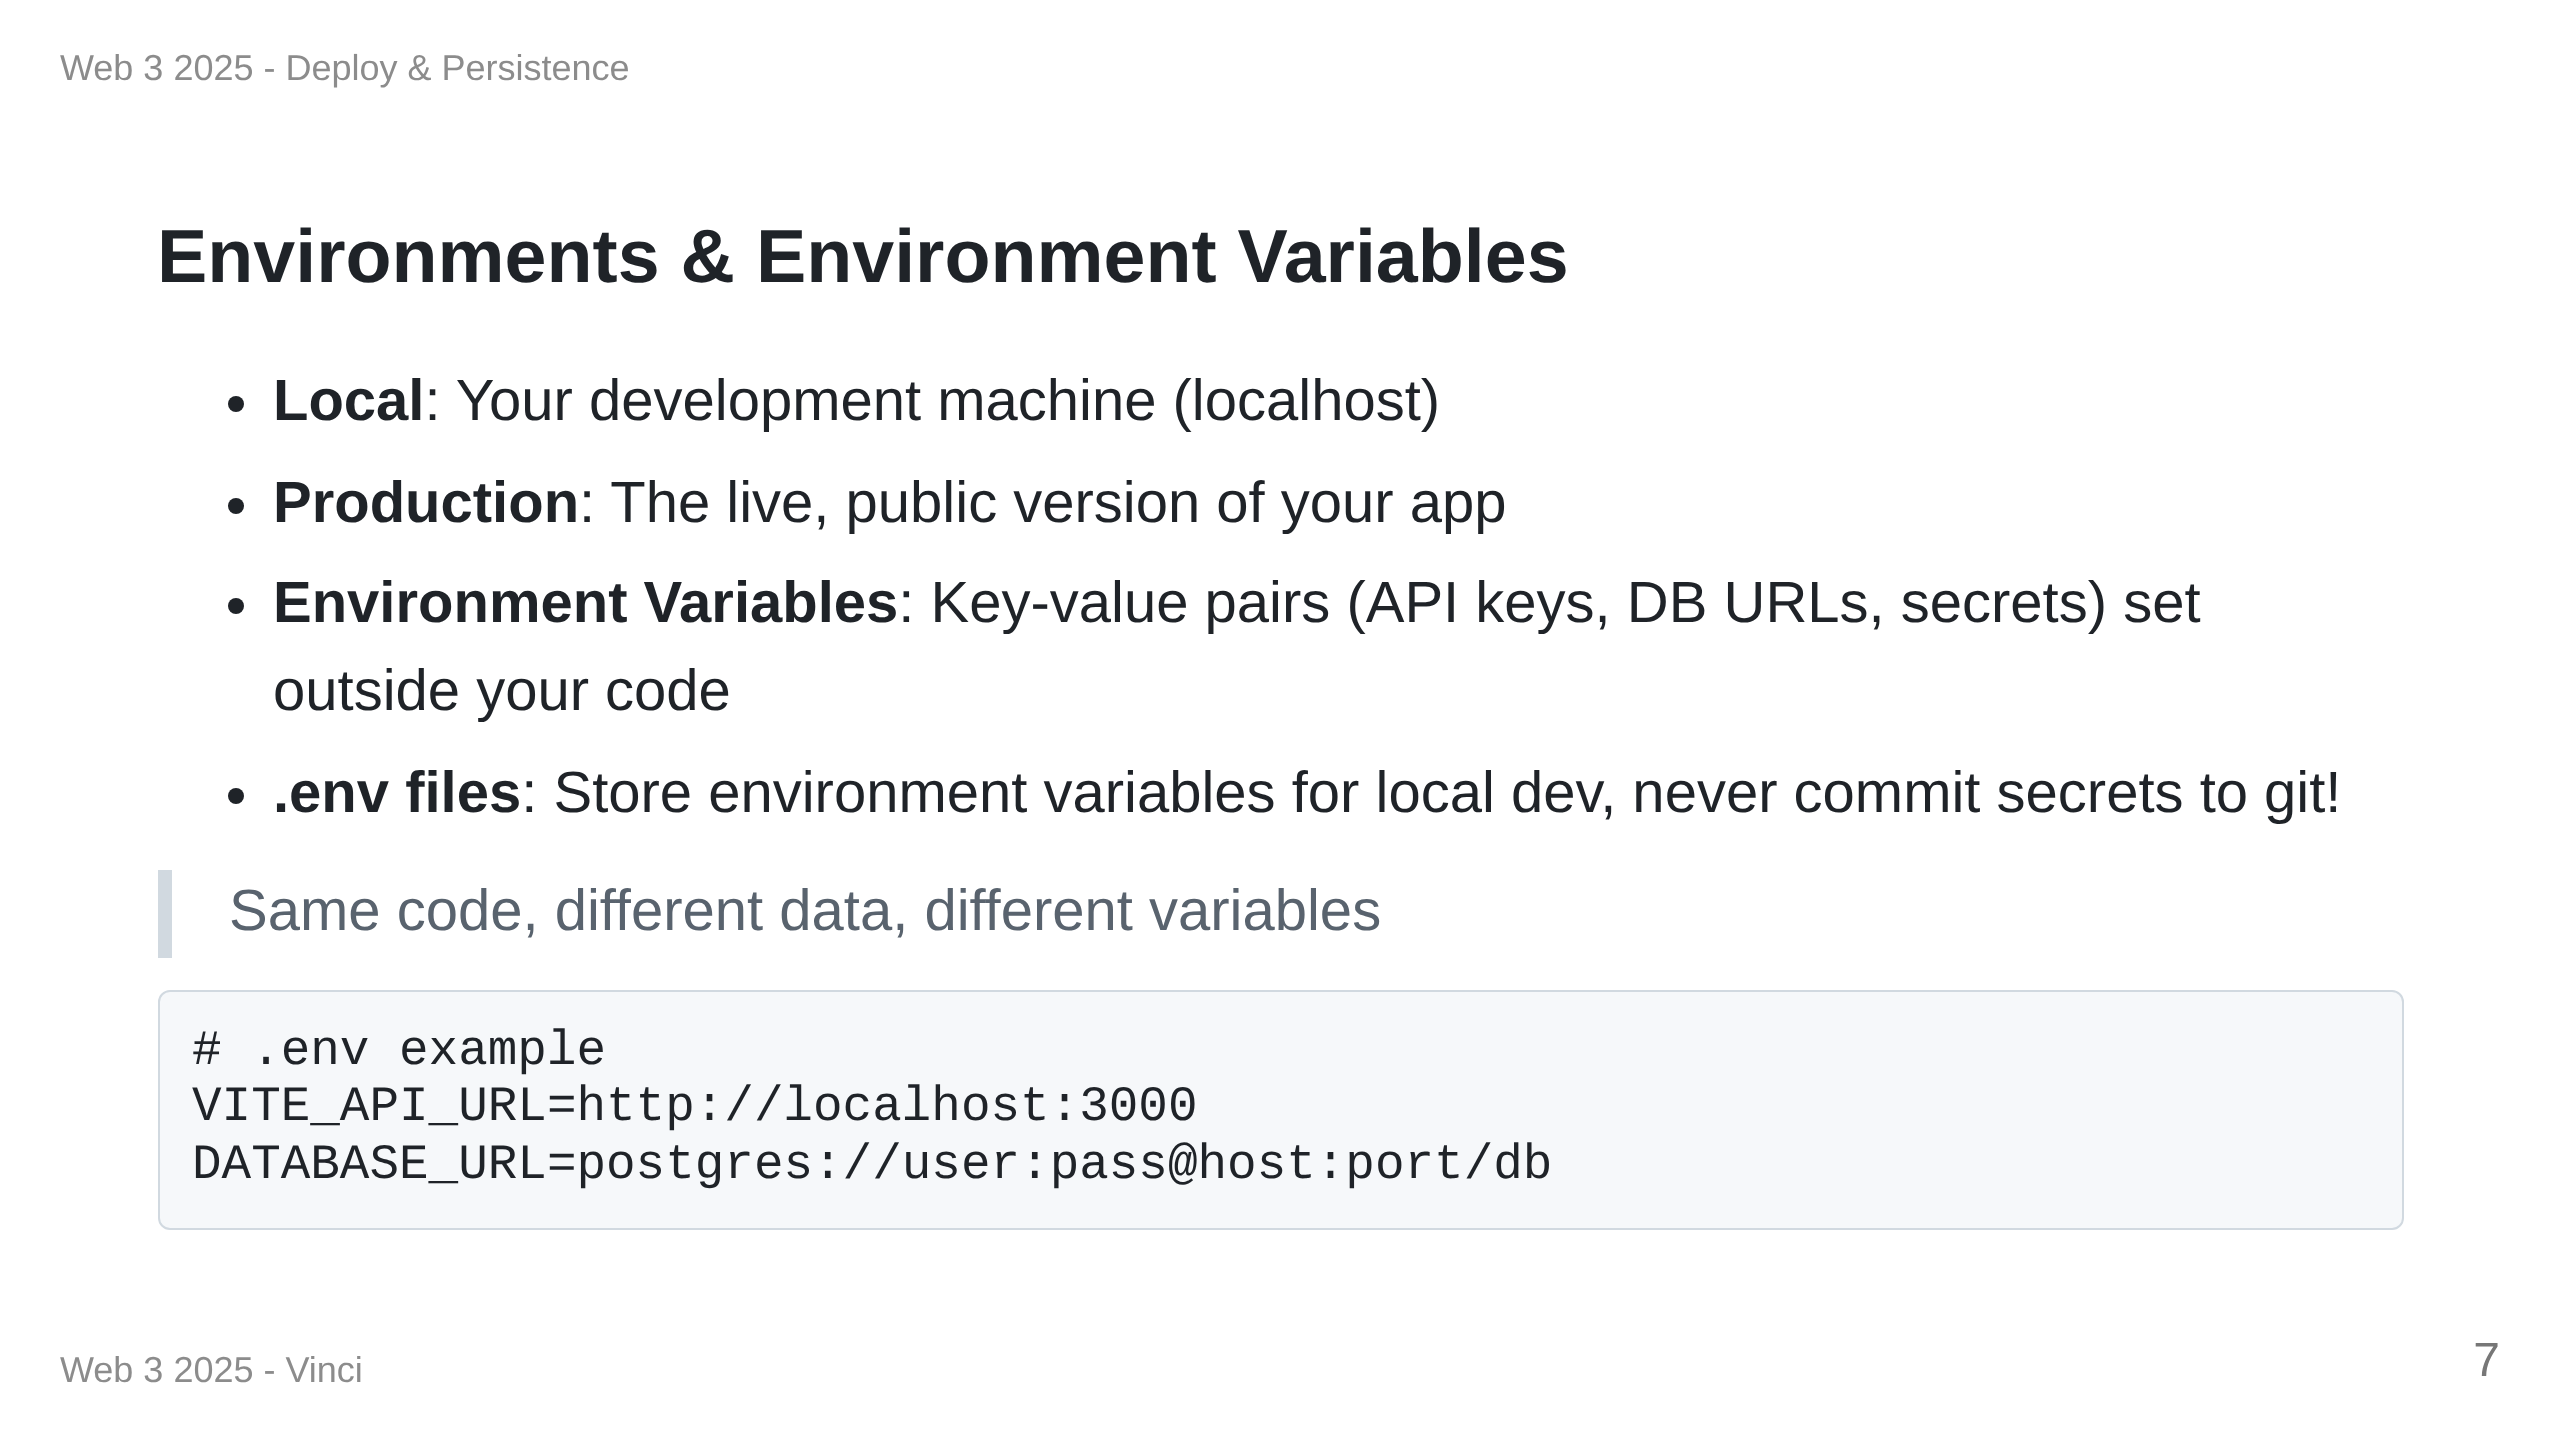 Web 3 2025 - Deploy & Persistence
Environments & Environment Variables
• Local: Your development machine (localhost)
• Production: The live, public version of your app
• Environment Variables: Key-value pairs (API keys, DB URLs, secrets) set
outside your code
• .env files: Store environment variables for local dev, never commit secrets to git!
Same code, different data, different variables
# .env example
VITE_API_URL=http://localhost:3000
DATABASE_URL=postgres://user:pass@host:port/db
Web 3 2025 - Vinci
7